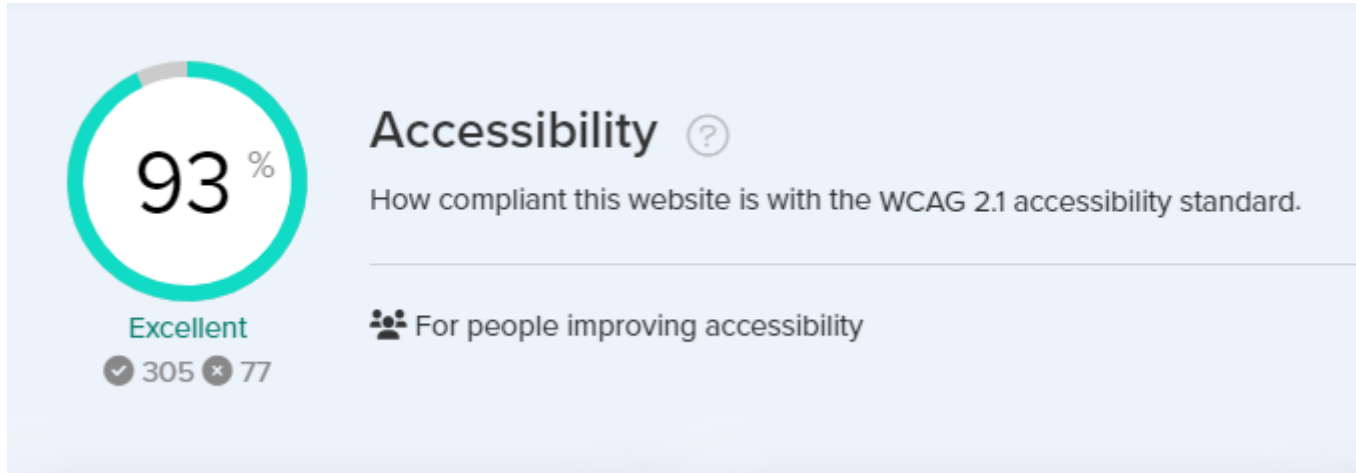 93 %
Excellent
305 77
Accessibility ?
How compliant this website is with the WCAG 2.1 accessibility standard.
For people improving accessibility